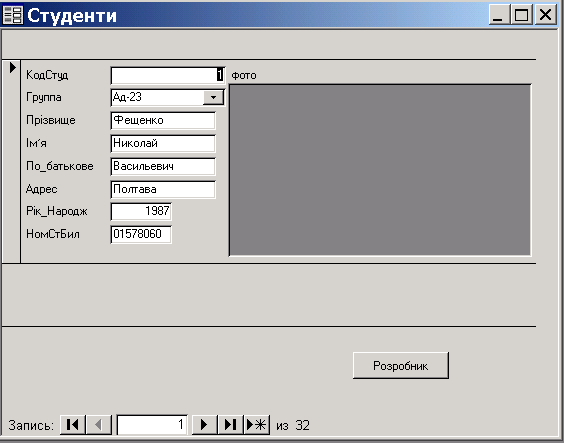 Студенти
КодСтуд 1 фото
Группа Ад-23
Прізвище Фещенко
Ім'я Николай
По_батькове Васильевич
Адрес Полтава
Рік_Народж 1987
НомСтБил 01578060
Розробник
Запись: 1 из 32